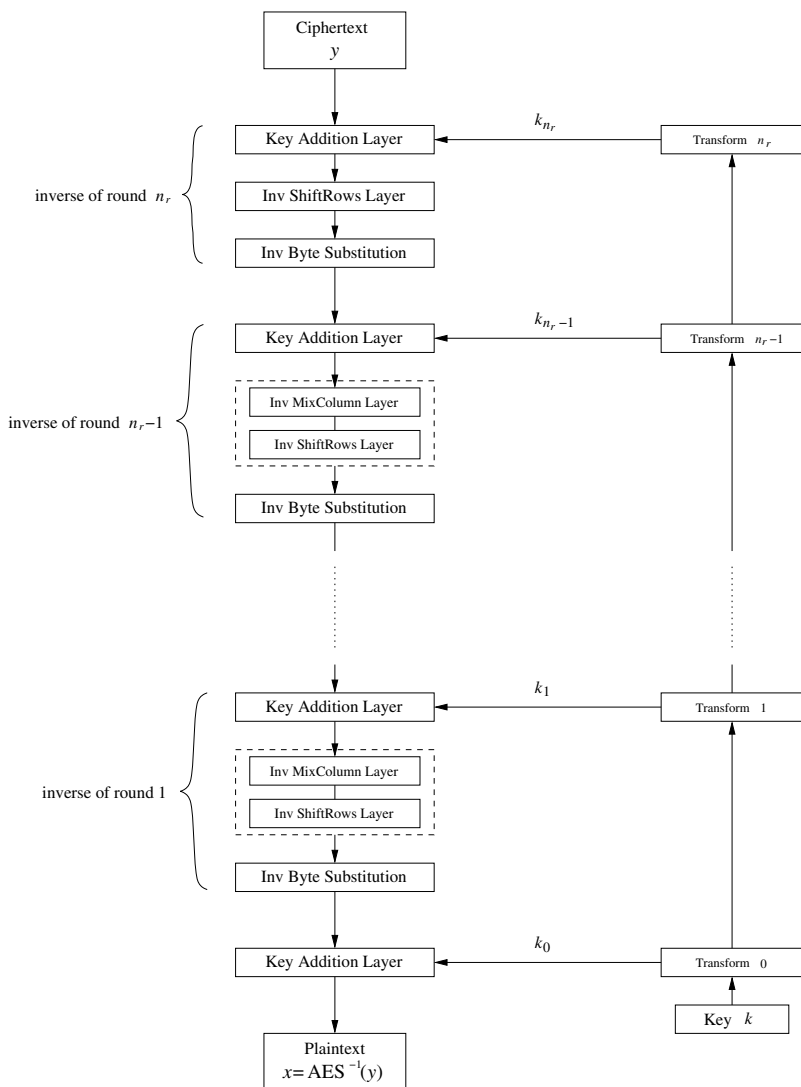 Ciphertext
y
Key Addition Layer
k_{n_r}
Transform n_r
inverse of round n_r
Inv ShiftRows Layer
Inv Byte Substitution
Key Addition Layer
k_{n_r−1}
Transform n_r−1
inverse of round n_r−1
Inv MixColumn Layer
Inv ShiftRows Layer
Inv Byte Substitution
Key Addition Layer
k_1
Transform 1
inverse of round 1
Inv MixColumn Layer
Inv ShiftRows Layer
Inv Byte Substitution
Key Addition Layer
k_0
Transform 0
Key k
Plaintext
x= AES^{−1}(y)